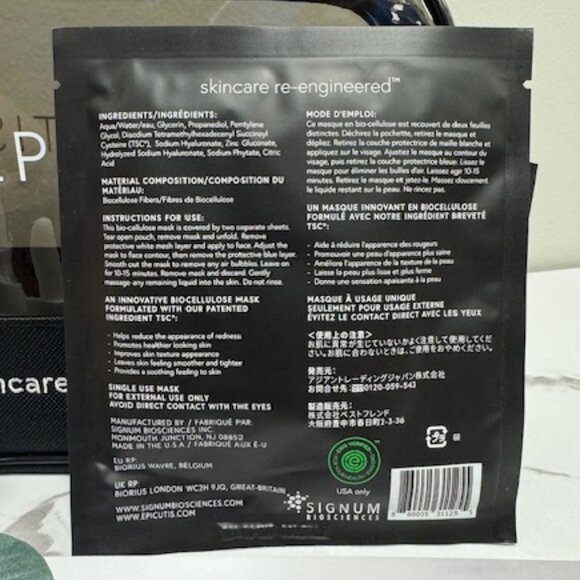 skincare re-engineered™
INGREDIENTS/INGRÉDIENTS:
Aqua/Water/eau, Glycerin, Propanediol, Pentylene
Glycol, Disodium Tetramethylhexadecenyl Succinoyl
Cysteine (TSC®), Sodium Hyaluronate, Zinc Gluconate,
Hydrolyzed Sodium Hyaluronate, Sodium Phytate, Citric
Acid
MATERIAL COMPOSITION/COMPOSITION DU
MATÉRIAU:
Biocellulose Fibers/Fibres de Biocellulose
INSTRUCTIONS FOR USE:
This bio-cellulose mask is covered by two separate sheets.
Tear open pouch, remove mask and unfold. Remove
protective white mesh layer and apply to face. Adjust the
mask to face contour, then remove the protective blue layer.
Smooth out the mask to remove any air bubbles. Leave on
for 10-15 minutes. Remove mask and discard. Gently
massage any remaining liquid into the skin. Do not rinse.
AN INNOVATIVE BIOCELLULOSE MASK
FORMULATED WITH OUR PATENTED
INGREDIENT TSC®:
- Helps reduce the appearance of redness
- Promotes healthier looking skin
- Improves skin texture appearance
- Leaves skin feeling smoother and tighter
- Provides a soothing feeling to skin
SINGLE USE MASK
FOR EXTERNAL USE ONLY
AVOID DIRECT CONTACT WITH THE EYES
MANUFACTURED BY / FABRIQUÉ PAR:
SIGNUM BIOSCIENCES INC.
MONMOUTH JUNCTION, NJ 08852
MADE IN THE U.S.A / FABRIQUÉ AUX É-U
EU RP:
BIORIUS WAVRE, BELGIUM
UK RP:
BIORIUS LONDON WC2H 9JQ, GREAT-BRITAIN
WWW.SIGNUMBIOSCIENCES.COM
WWW.EPICUTIS.COM
MODE D'EMPLOI:
Ce masque en bio-cellulose est recouvert de deux feuilles
distinctes. Déchirez la pochette, retirez le masque et
dépliez. Retirez la couche protectrice de maille blanche et
appliquez sur le visage. Ajustez le masque au contour du
visage, puis retirez la couche protectrice bleue. Lissez le
masque pour éliminer les bulles d'air. Laissez agir 10-15
minutes. Retirez le masque et jetez-le. Massez doucement
le liquide restant sur la peau. Ne rincez pas.
UN MASQUE INNOVANT EN BIOCELLULOSE
FORMULÉ AVEC NOTRE INGRÉDIENT BREVETÉ
TSC®:
- Aide à réduire l'apparence des rougeurs
- Promouvoir une peau d'apparence plus saine
- Améliore l'apparence de la texture de la peau
- Laisse la peau plus lisse et plus ferme
- Donne une sensation apaisante à la peau
MASQUE À USAGE UNIQUE
SEULEMENT POUR USAGE EXTERNE
ÉVITEZ LE CONTACT DIRECT AVEC LES YEUX
<使用上の注意>
お肌に異常が生じていないかよく注意して使用してくだ
さい。お肌に合わないときは、ご使用をおやめください。
発売元:
アジアントレーディングジャパン株式会社
お問合せ先:0120-059-543
製造販売元:
株式会社ベストフレンド
大阪府豊中市春日町2-3-36
袋
EWG VERIFIED
USA only
SIGNUM
BIOSCIENCES
P
ncare